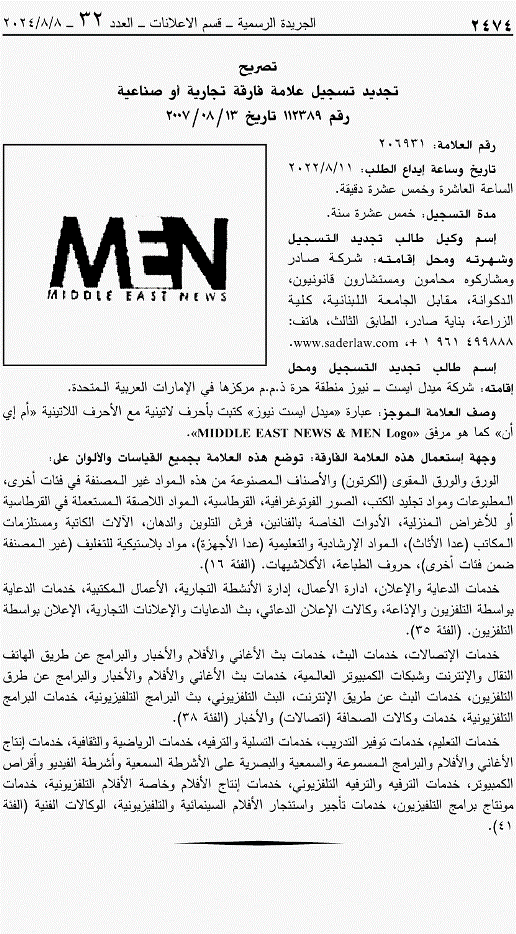 ٢٤٧٤ الجريدة الرسمية ــ قسم الاعلانات ــ العدد ٣٢ ــ ٢٠٢٤/٨/٨
تصريح
تجديد تسجيل علامة فارقة تجارية أو صناعية
رقم ١١٢٣٨٩ تاريخ ٢٠٠٧/٠٨/١٣
رقم العلامة: ٢٠٦٩٣١
تاريخ وساعة إيداع الطلب: ٢٠٢٢/٨/١١
الساعة العاشرة وخمس عشرة دقيقة.
مدة التسجيل: خمس عشرة سنة.
إسم وكيل طالب تجديد التسجيل
وشهرته ومحل إقامته: شركة صادر
ومشاركوه محامون ومستشارون قانونيون،
الدكوانة، مقابل الجامعة اللبنانية، كلية
الزراعة، بناية صادر، الطابق الثالث، هاتف:
٤٩٩٨٨٨ ٩٦١ ١ +، www.saderlaw.com.
MEN
MIDDLE EAST NEWS
إسم طالب تجديد التسجيل ومحل
إقامته: شركة ميدل ايست ــ نيوز منطقة حرة ذ.م.م مركزها في الإمارات العربية المتحدة.
وصف العلامة الموجز: عبارة «ميدل ايست نيوز» كتبت بأحرف لاتينية مع الأحرف اللاتينية «أم إي
أن» كما هو مرفق «MIDDLE EAST NEWS & MEN Logo».
وجهة إستعمال هذه العلامة الفارقة: توضع هذه العلامة بجميع القياسات والألوان على:
الورق والورق المقوى (الكرتون) والأصناف المصنوعة من هذه المواد غير المصنفة في فئات أخرى،
المطبوعات ومواد تجليد الكتب، الصور الفوتوغرافية، القرطاسية، المواد اللاصقة المستعملة في القرطاسية
أو للأغراض المنزلية، الأدوات الخاصة بالفنانين، فرش التلوين والدهان، الآلات الكاتبة ومستلزمات
المكاتب (عدا الأثاث)، المواد الإرشادية والتعليمية (عدا الأجهزة)، مواد بلاستيكية للتغليف (غير المصنفة
ضمن فئات أخرى)، حروف الطباعة، الأكلاشيهات. (الفئة ١٦).
خدمات الدعاية والإعلان، ادارة الأعمال، إدارة الأنشطة التجارية، الأعمال المكتبية، خدمات الدعاية
بواسطة التلفزيون والإذاعة، وكالات الإعلان الدعائي، بث الدعايات والإعلانات التجارية، الإعلان بواسطة
التلفزيون. (الفئة ٣٥).
خدمات الإتصالات، خدمات البث، خدمات بث الأغاني والأفلام والأخبار والبرامج عن طريق الهاتف
النقال والإنترنت وشبكات الكمبيوتر العالمية، خدمات بث الأغاني والأفلام والأخبار والبرامج عن طرق
التلفزيون، خدمات البث عن طريق الإنترنت، البث التلفزيوني، بث البرامج التلفيزيونية، خدمات البرامج
التلفزيونية، خدمات وكالات الصحافة (اتصالات) والأخبار (الفئة ٣٨).
خدمات التعليم، خدمات توفير التدريب، خدمات التسلية والترفيه، خدمات الرياضية والثقافية، خدمات إنتاج
الأغاني والأفلام والبرامج المسموعة والسمعية والبصرية على الأشرطة السمعية وأشرطة الفيديو وأقراص
الكمبيوتر، خدمات الترفيه والترفيه التلفزيوني، خدمات إنتاج الأفلام وخاصة الأفلام التلفزيونية، خدمات
مونتاج برامج التلفيزيون، خدمات تأجير واستئجار الأفلام السينمائية والتلفيزيونية، الوكالات الفنية (الفئة
٤١).